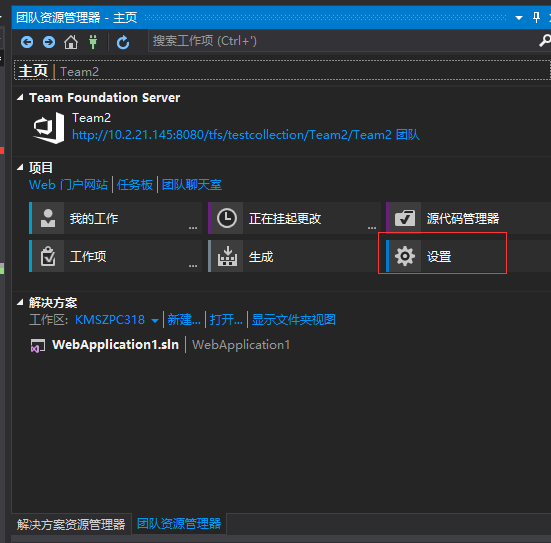 团队资源管理器 - 主页
搜索工作项 (Ctrl+')
主页 | Team2
Team Foundation Server
Team2
http://10.2.21.145:8080/tfs/testcollection/Team2/Team2 团队
项目
Web 门户网站 | 任务板 | 团队聊天室
我的工作 ... 正在挂起更改 ... 源代码管理器
工作项 ... 生成 设置
解决方案
工作区: KMSZPC318 | 新建... | 打开... | 显示文件夹视图
WebApplication1.sln | WebApplication1
解决方案资源管理器 团队资源管理器